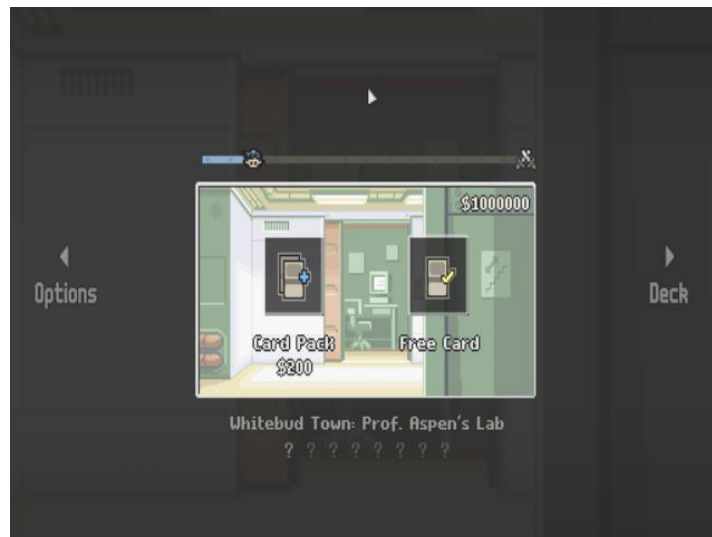 $1000000
Options
Deck
Card Pack
$200
Free Card
Whitebud Town: Prof. Aspen's Lab
? ? ? ? ? ? ? ?